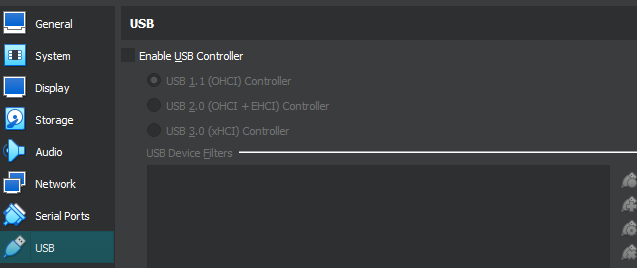 General
System
Display
Storage
Audio
Network
Serial Ports
USB
USB
Enable USB Controller
USB 1.1 (OHCI) Controller
USB 2.0 (OHCI + EHCI) Controller
USB 3.0 (xHCI) Controller
USB Device Filters